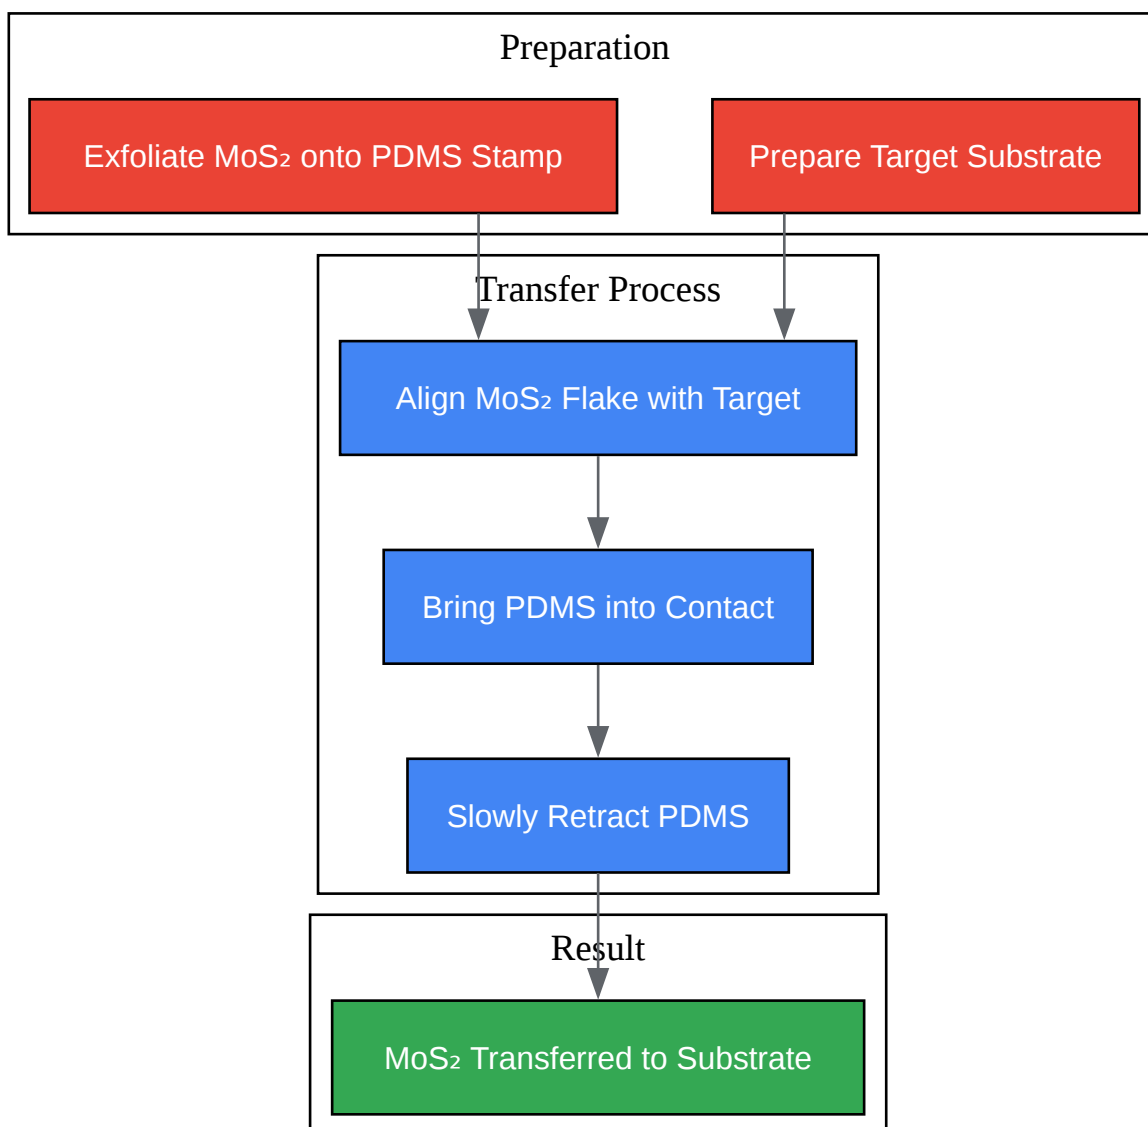 Preparation
Exfoliate MoS₂ onto PDMS Stamp
Prepare Target Substrate
Transfer Process
Align MoS₂ Flake with Target
Bring PDMS into Contact
Slowly Retract PDMS
Result
MoS₂ Transferred to Substrate